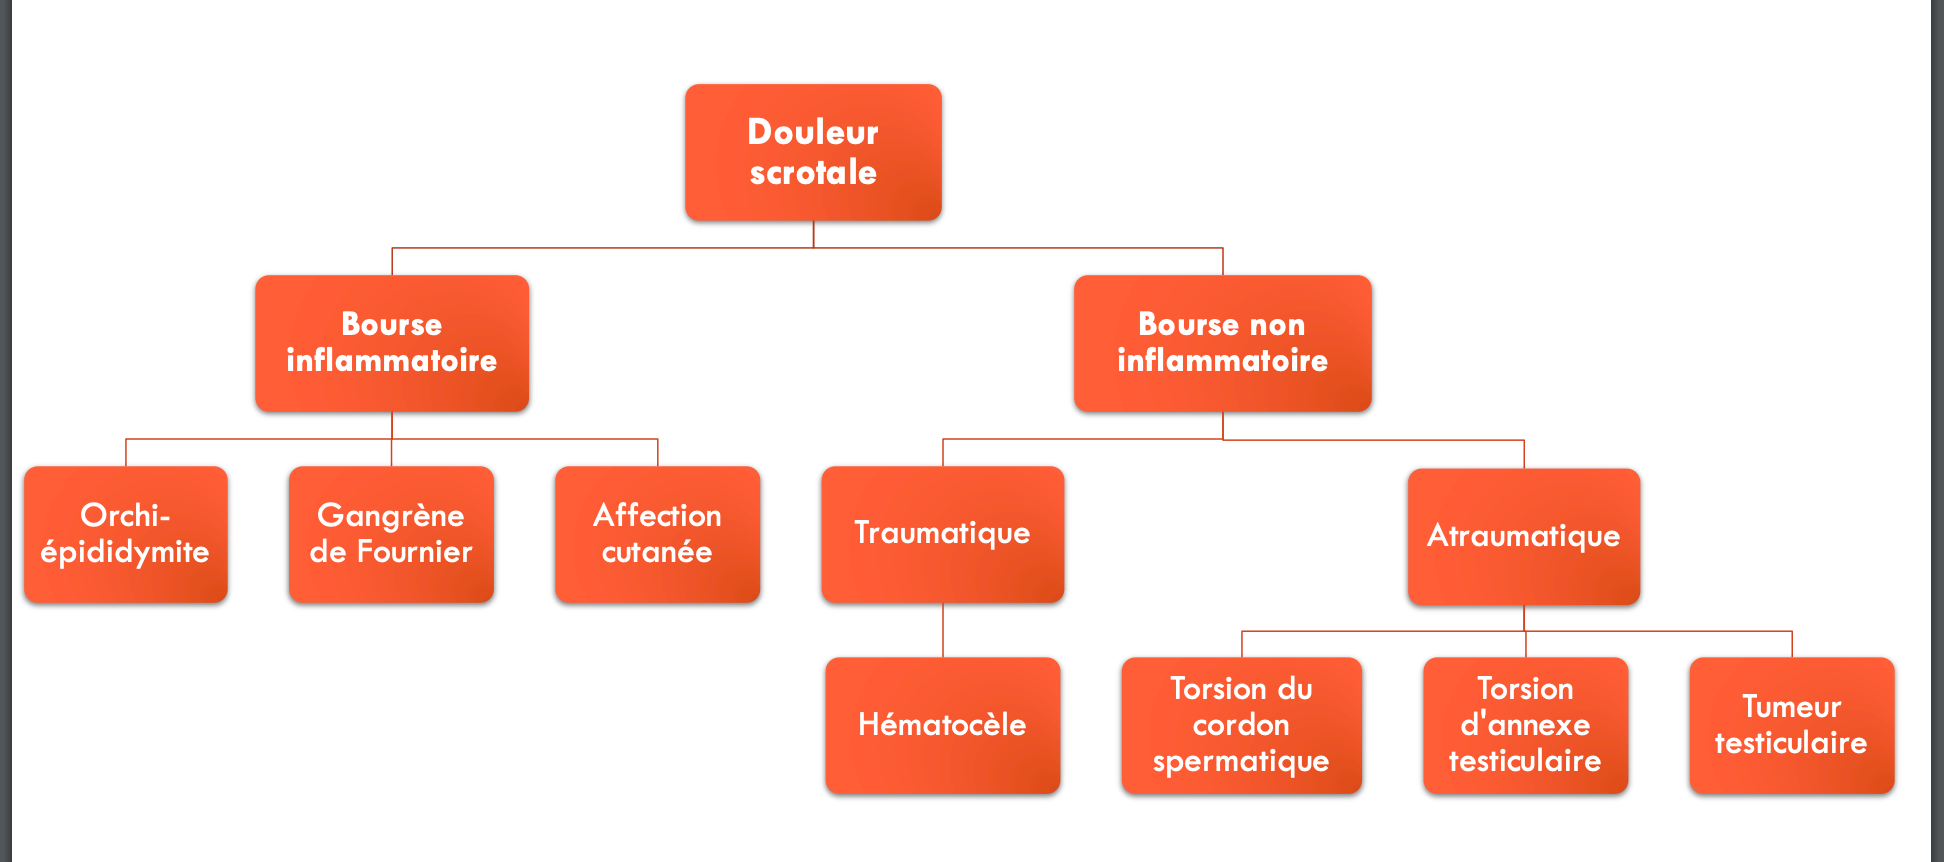 Douleur
scrotale
Bourse
inflammatoire
Bourse non
inflammatoire
Orchi-
épididymite
Gangrène
de Fournier
Affection
cutanée
Traumatique
Atraumatique
Hématocèle
Torsion du
cordon
spermatique
Torsion
d'annexe
testiculaire
Tumeur
testiculaire